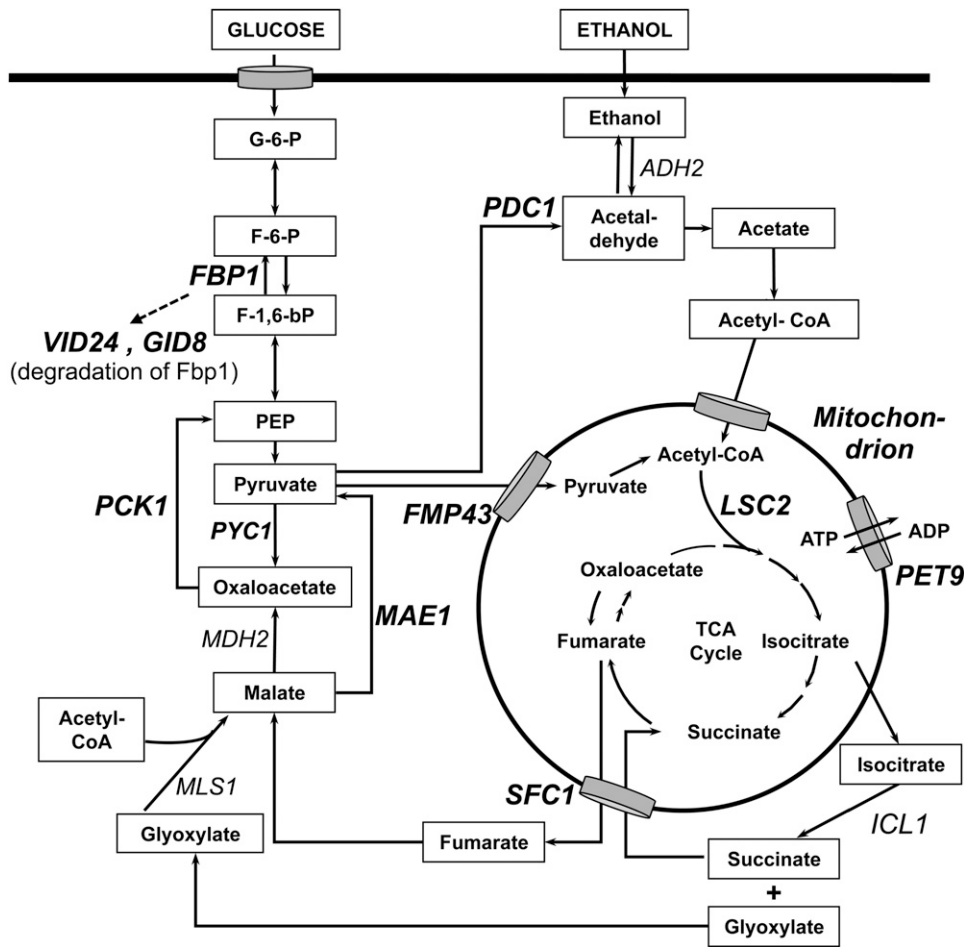 GLUCOSE
ETHANOL
Ethanol
G-6-P
ADH2
PDC1
Acetal-
dehyde
Acetate
F-6-P
FBP1
F-1,6-bP
Acetyl- CoA
VID24 , GID8
(degradation of Fbp1)
PEP
Mitochon-
drion
Acetyl-CoA
Pyruvate
Pyruvate
FMP43
LSC2
PCK1
PYC1
ATP
ADP
PET9
Oxaloacetate
Oxaloacetate
MAE1
MDH2
Fumarate
TCA
Cycle
Isocitrate
Malate
Acetyl-
CoA
Succinate
Isocitrate
MLS1
SFC1
ICL1
Glyoxylate
Fumarate
Succinate
+
Glyoxylate